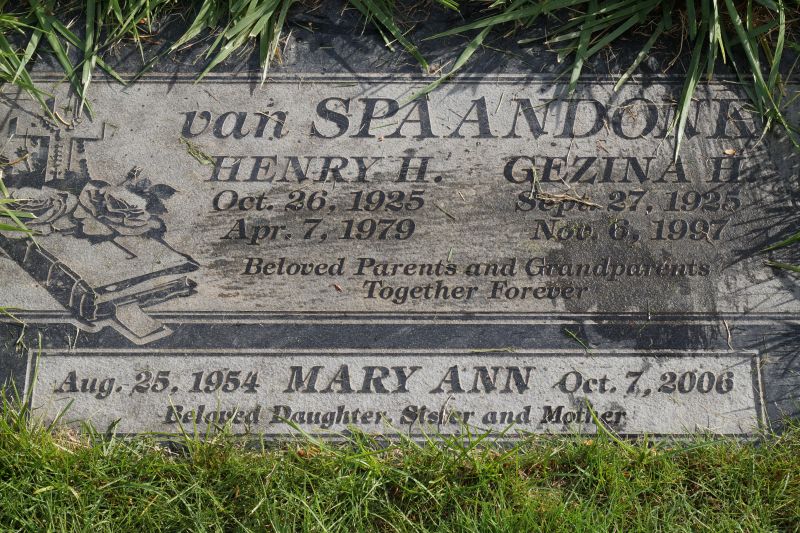 van SPAANDONK
HENRY H. GEZINA H.
Oct. 26, 1925 Sept. 27, 1925
Apr. 7, 1979 Nov. 6, 1997
Beloved Parents and Grandparents
Together Forever
Aug. 25, 1954 MARY ANN Oct. 7, 2006
Beloved Daughter, Sister and Mother